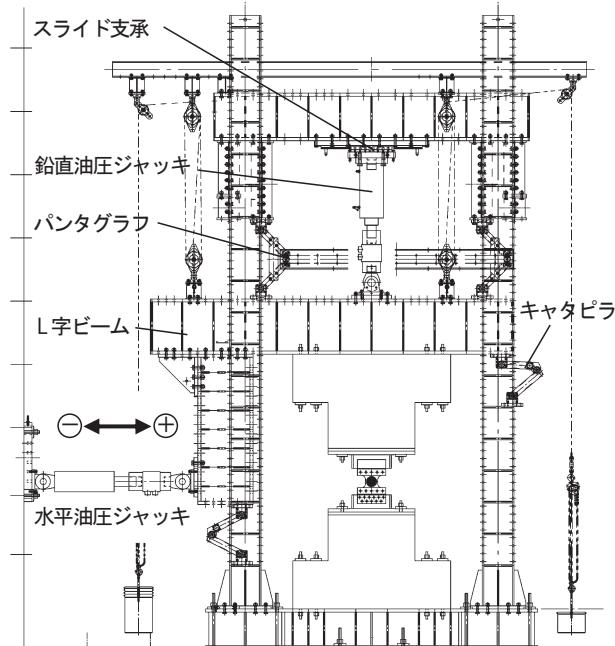 スライド支承
鉛直油圧ジャッキ
パンタグラフ
L字ビーム
キャタピラ
⊖ ⊕
水平油圧ジャッキ